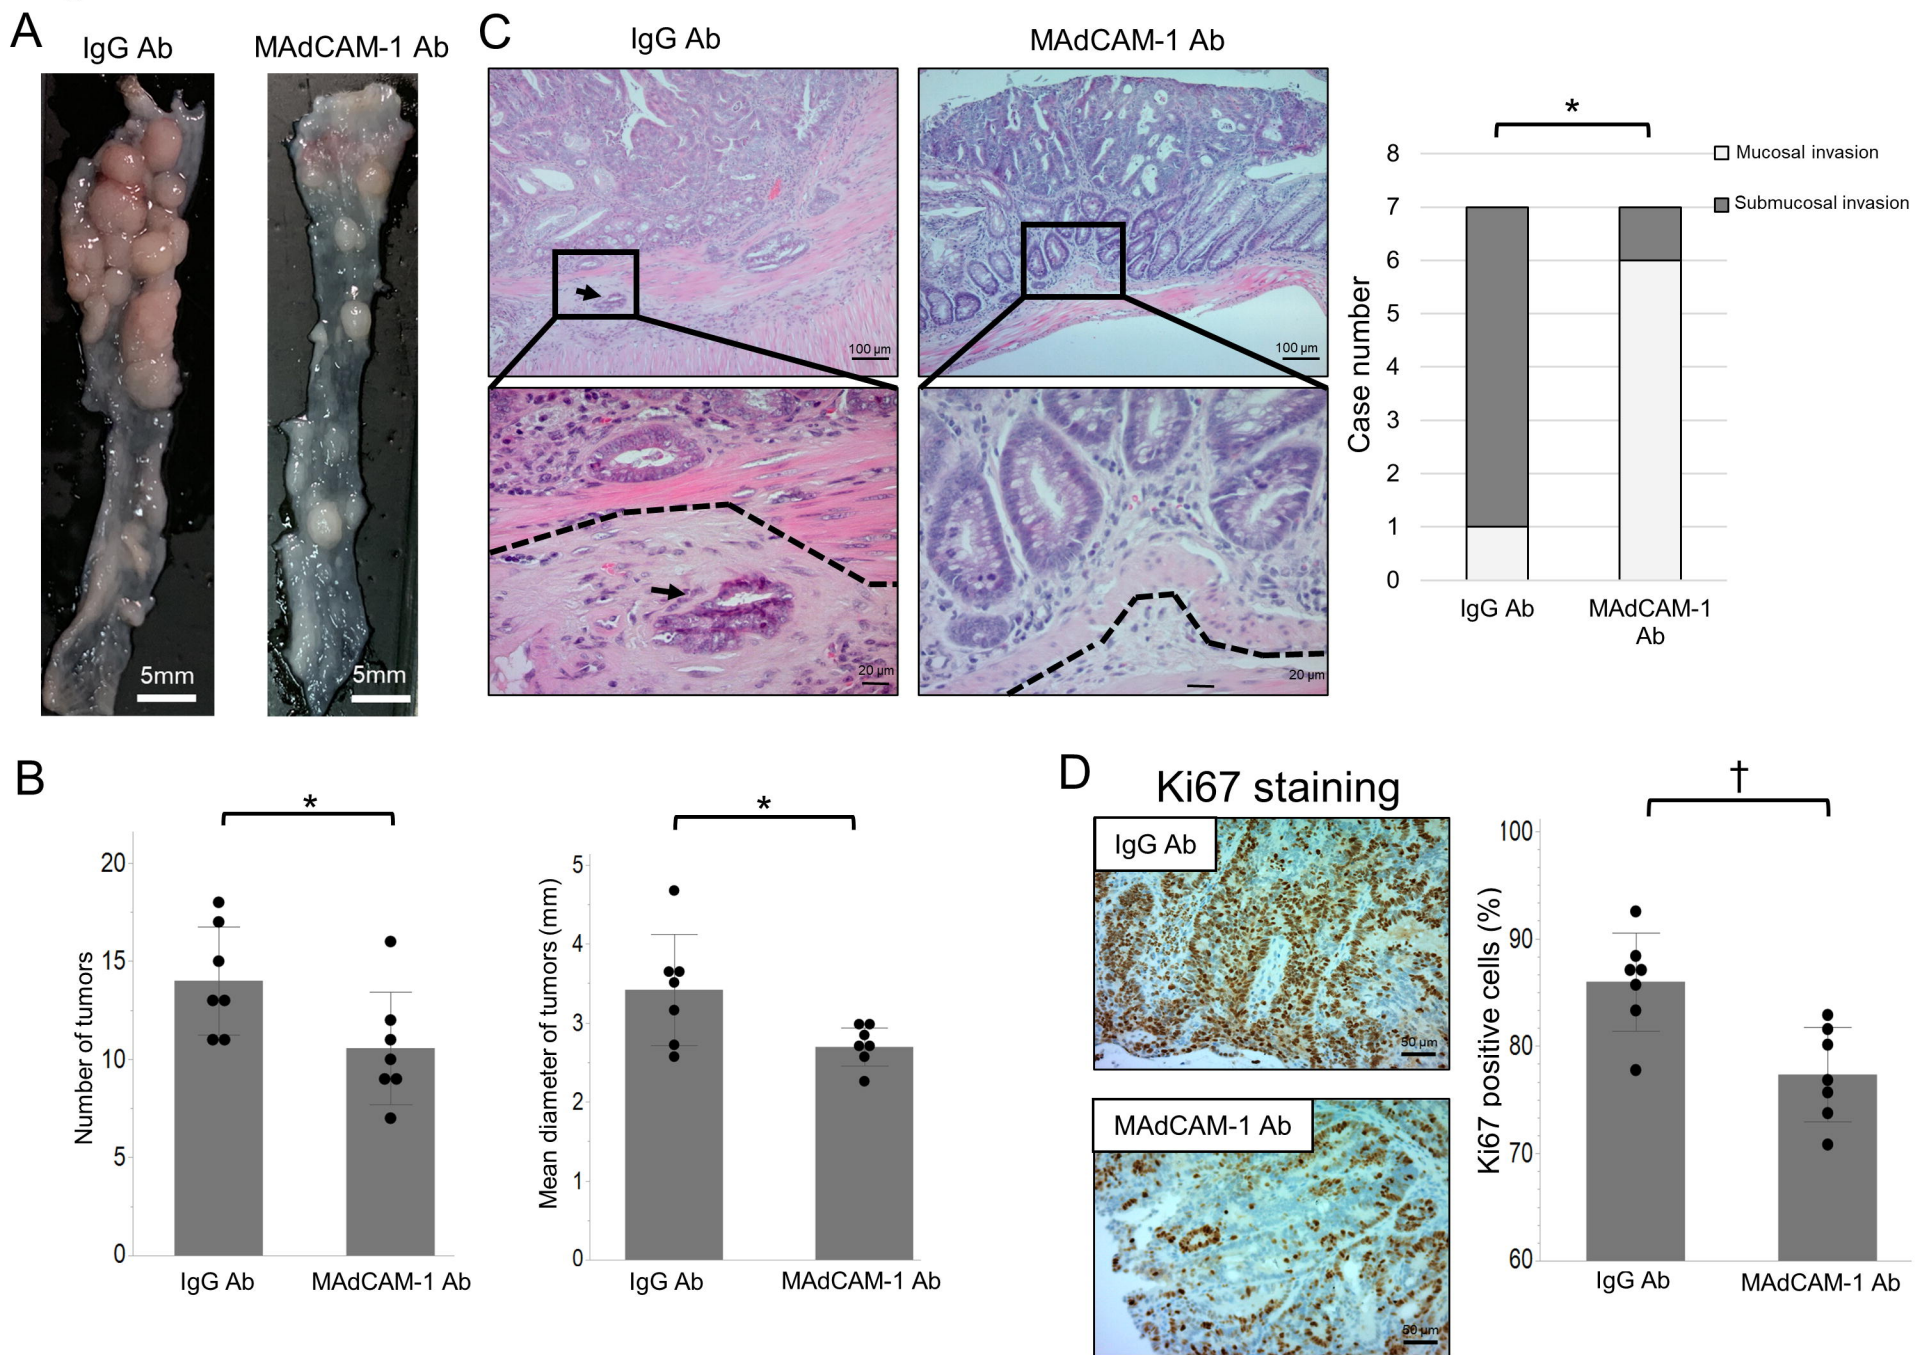 A
IgG Ab
MAdCAM-1 Ab
5mm
5mm
C
IgG Ab
MAdCAM-1 Ab
100 µm
100 µm
20 µm
20 µm
*
8
7
6
5
4
3
2
1
0
Case number
IgG Ab
MAdCAM-1
Ab
Mucosal invasion
Submucosal invasion
B
*
20
15
10
5
0
Number of tumors
IgG Ab
MAdCAM-1 Ab
*
5
4
3
2
1
0
Mean diameter of tumors (mm)
IgG Ab
MAdCAM-1 Ab
D
Ki67 staining
IgG Ab
50 µm
MAdCAM-1 Ab
50 µm
†
100
90
80
70
60
Ki67 positive cells (%)
IgG Ab
MAdCAM-1 Ab